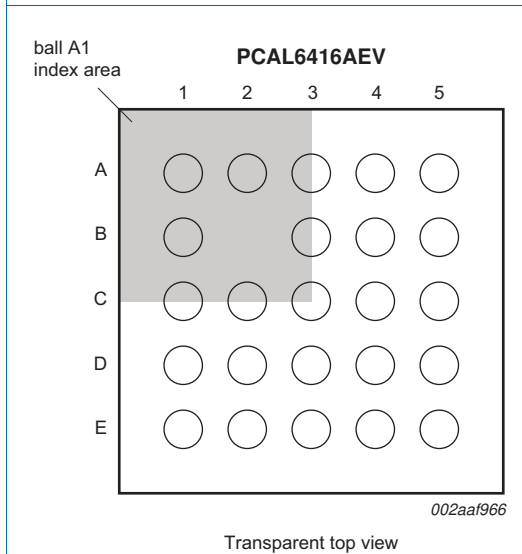 ball A1
index area
PCAL6416AEV
1 2 3 4 5
A
B
C
D
E
002aaf966
Transparent top view